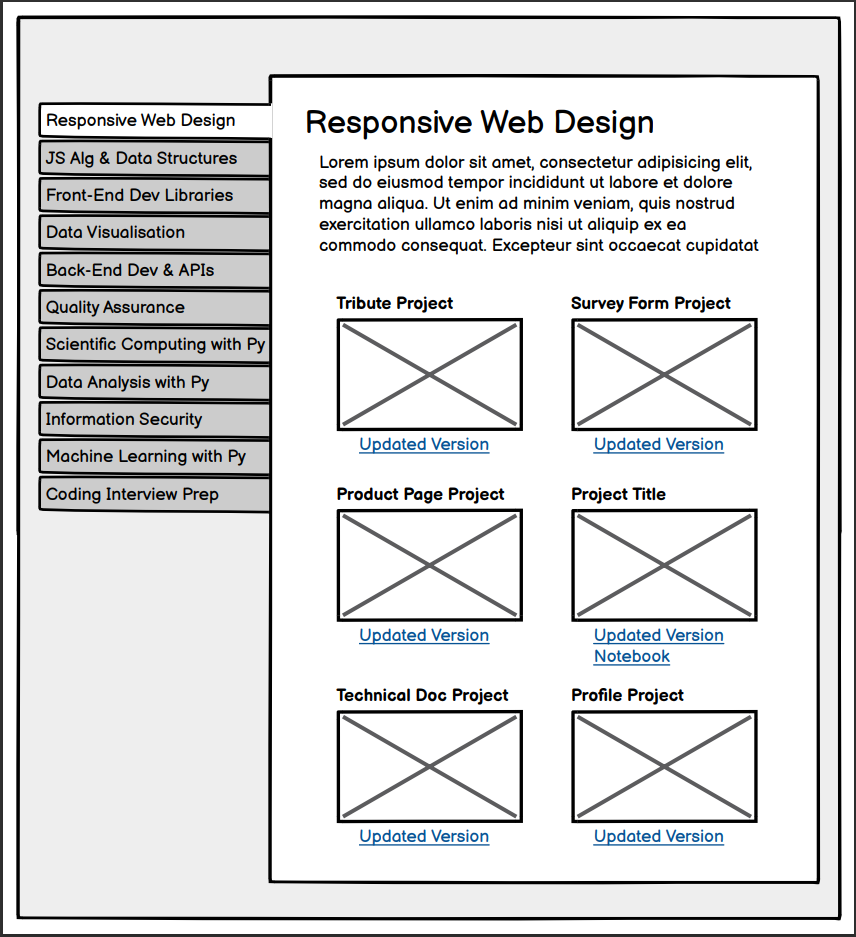 Responsive Web Design
JS Alg & Data Structures
Front-End Dev Libraries
Data Visualisation
Back-End Dev & APIs
Quality Assurance
Scientific Computing with Py
Data Analysis with Py
Information Security
Machine Learning with Py
Coding Interview Prep
Responsive Web Design
Lorem ipsum dolor sit amet, consectetur adipisicing elit,
sed do eiusmod tempor incididunt ut labore et dolore
magna aliqua. Ut enim ad minim veniam, quis nostrud
exercitation ullamco laboris nisi ut aliquip ex ea
commodo consequat. Excepteur sint occaecat cupidatat
Tribute Project
Survey Form Project
Updated Version
Updated Version
Product Page Project
Project Title
Updated Version
Updated Version
Notebook
Technical Doc Project
Profile Project
Updated Version
Updated Version